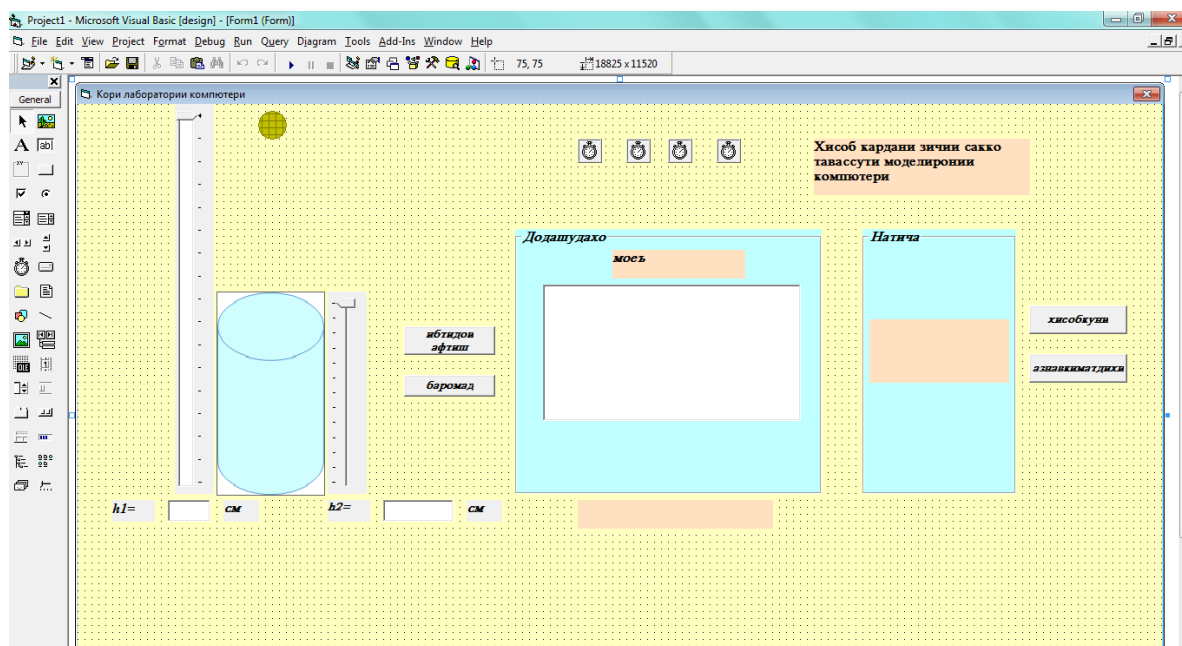 Project1 - Microsoft Visual Basic [design] - [Form1 (Form)]
File Edit View Project Format Debug Run Query Diagram Tools Add-Ins Window Help
75, 75
18825 x 11520
General
Кори лаборатории компютери
Хисоб кардани зичии сакко
тавассути моделиронии
компютери
Додашудахо
моеъ
Натича
ибтидои
афтиш
баромад
хисобкуни
азнавкиматдихи
h1=
см
h2=
см